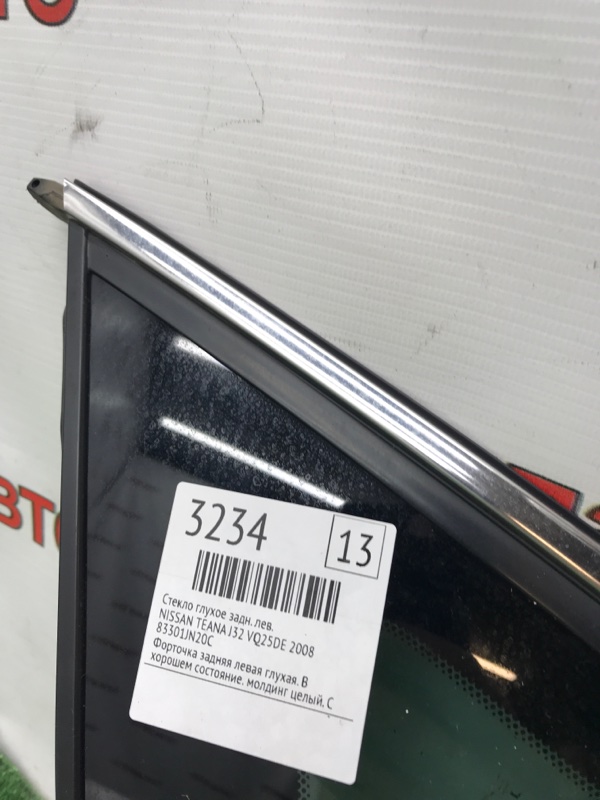 3234
13
Стекло глухое задн. лев.
NISSAN TEANA J32 VQ25DE 2008
83301JN20C
Форточка задняя левая глухая. В
хорошем состояние. молдинг целый. С